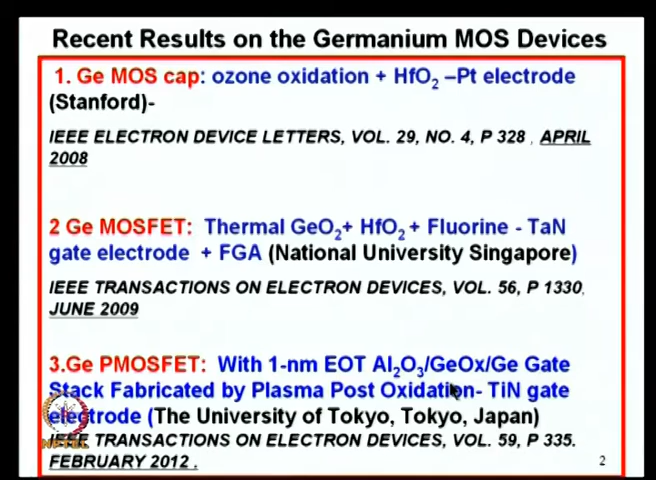 Recent Results on the Germanium MOS Devices
1. Ge MOS cap: ozone oxidation + HfO2 –Pt electrode
(Stanford)-
IEEE ELECTRON DEVICE LETTERS, VOL. 29, NO. 4, P 328 , APRIL
2008
2 Ge MOSFET: Thermal GeO2+ HfO2 + Fluorine - TaN
gate electrode + FGA (National University Singapore)
IEEE TRANSACTIONS ON ELECTRON DEVICES, VOL. 56, P 1330,
JUNE 2009
3.Ge PMOSFET: With 1-nm EOT Al2O3/GeOx/Ge Gate
Stack Fabricated by Plasma Post Oxidation- TiN gate
electrode (The University of Tokyo, Tokyo, Japan)
IEEE TRANSACTIONS ON ELECTRON DEVICES, VOL. 59, P 335.
FEBRUARY 2012 .
NPTEL
2